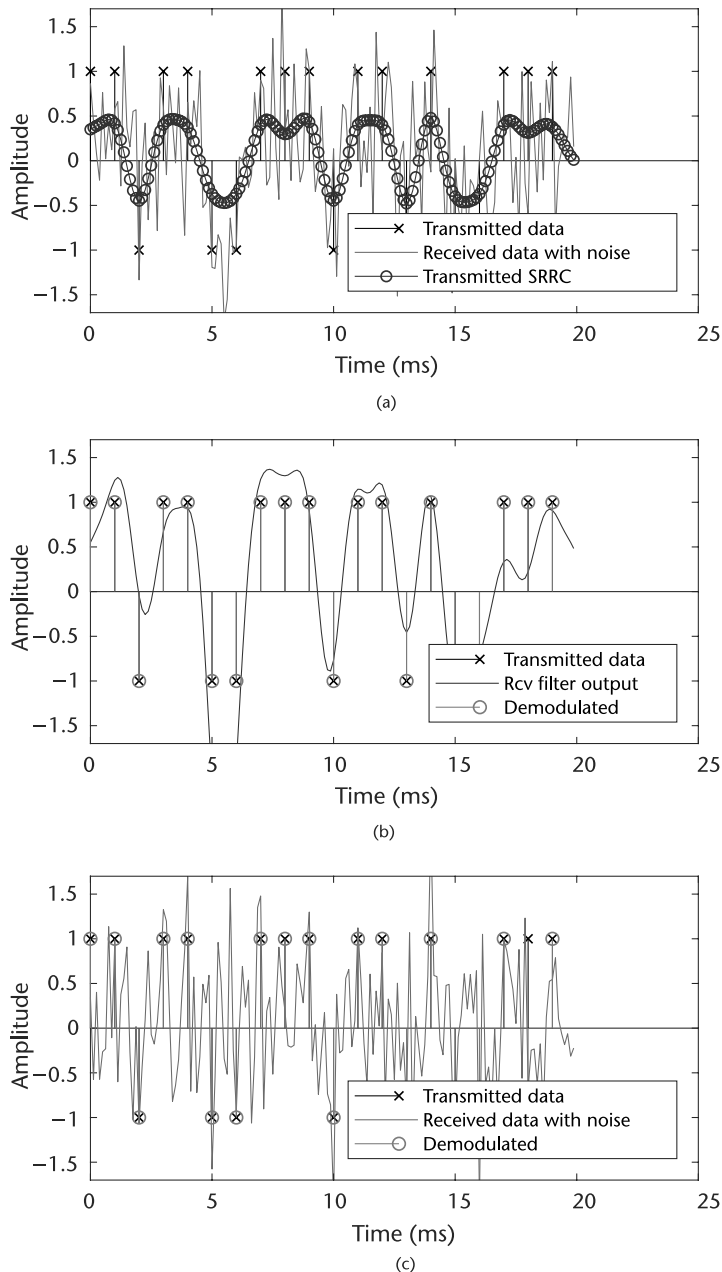 1.5
1
0.5
0
−0.5
−1
−1.5
Amplitude
Transmitted data
Received data with noise
Transmitted SRRC
0 5 10 15 20 25
Time (ms)
(a)
1.5
1
0.5
0
−0.5
−1
−1.5
Amplitude
Transmitted data
Rcv filter output
Demodulated
0 5 10 15 20 25
Time (ms)
(b)
1.5
1
0.5
0
−0.5
−1
−1.5
Amplitude
Transmitted data
Received data with noise
Demodulated
0 5 10 15 20 25
Time (ms)
(c)